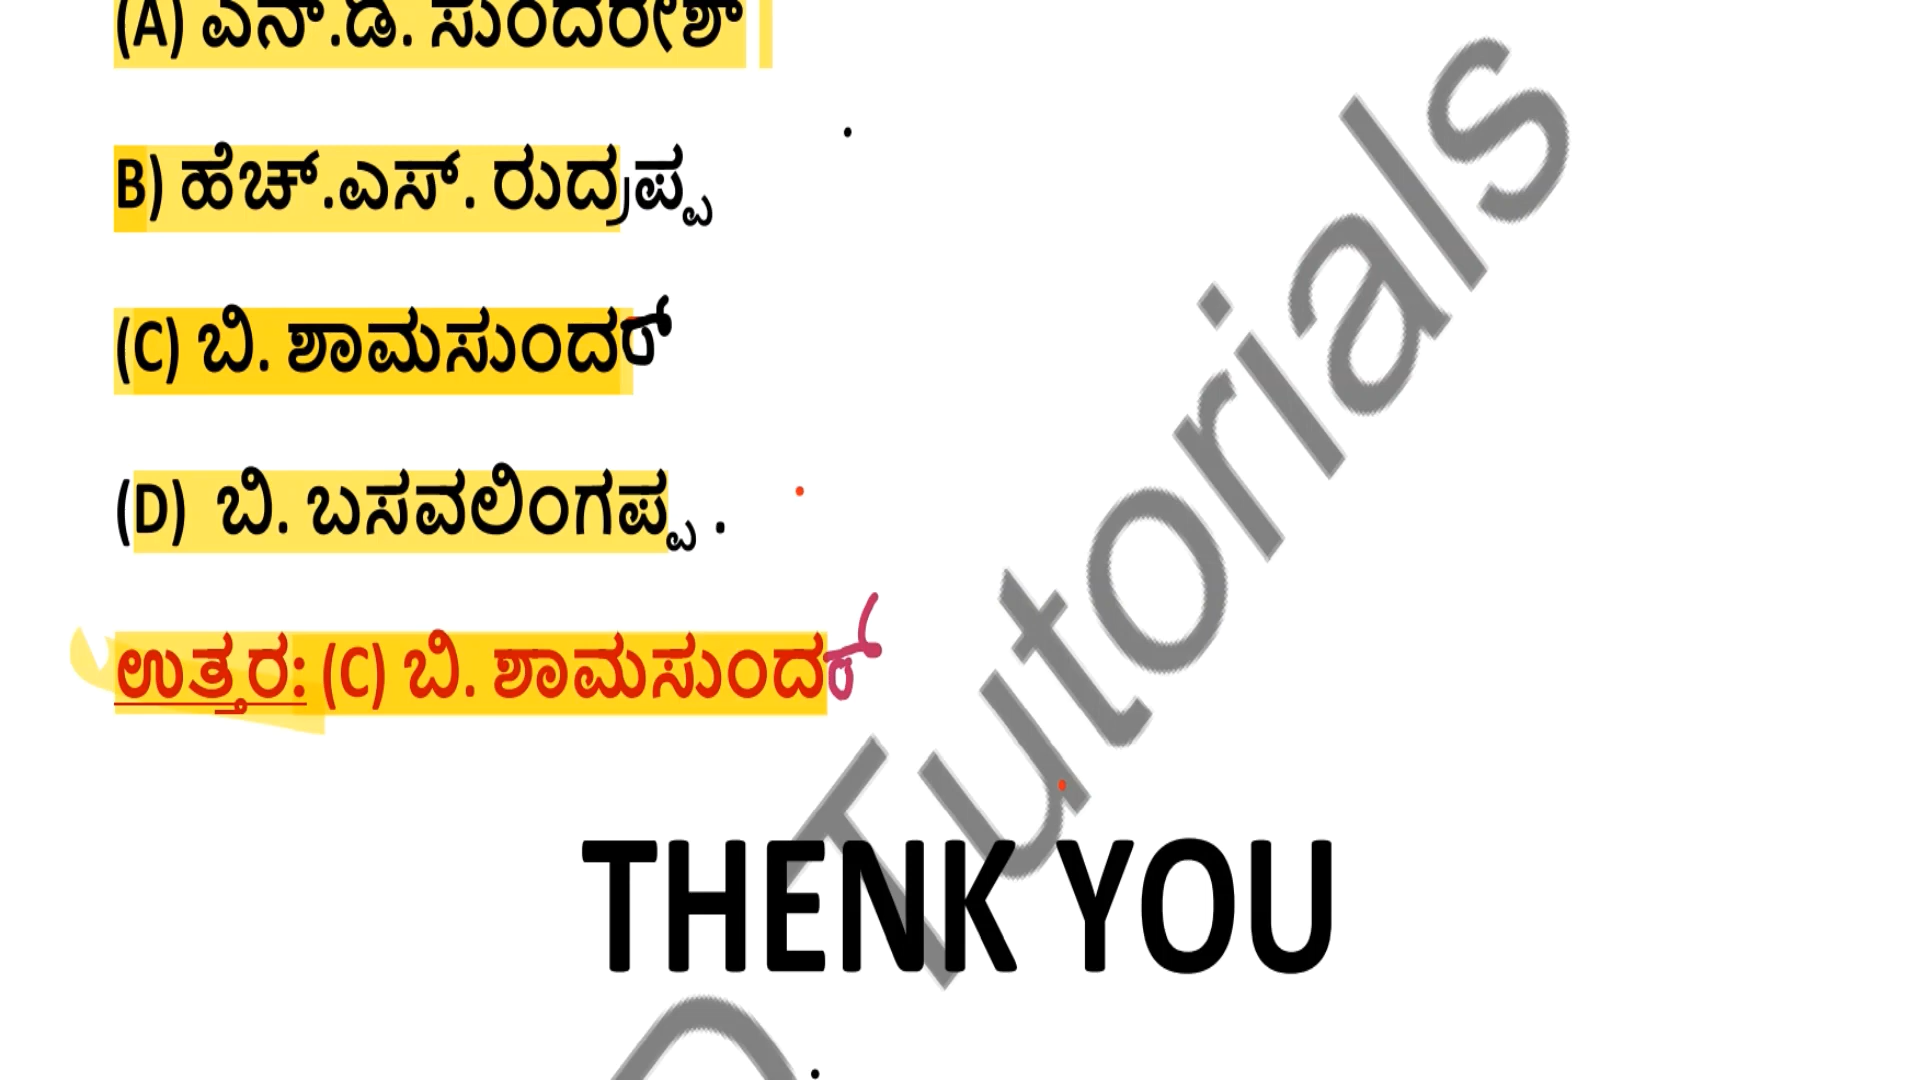 (A) ಎನ್.ಡಿ. ಸುಂದರೇಶ್
B) ಹೆಚ್.ಎಸ್. ರುದ್ರಪ್ಪ
(C) ಬಿ. ಶಾಮಸುಂದರ್
(D) ಬಿ. ಬಸವಲಿಂಗಪ್ಪ .
ಉತ್ತರ: (C) ಬಿ. ಶಾಮಸುಂದರ್
THENK YOU
Tutorials